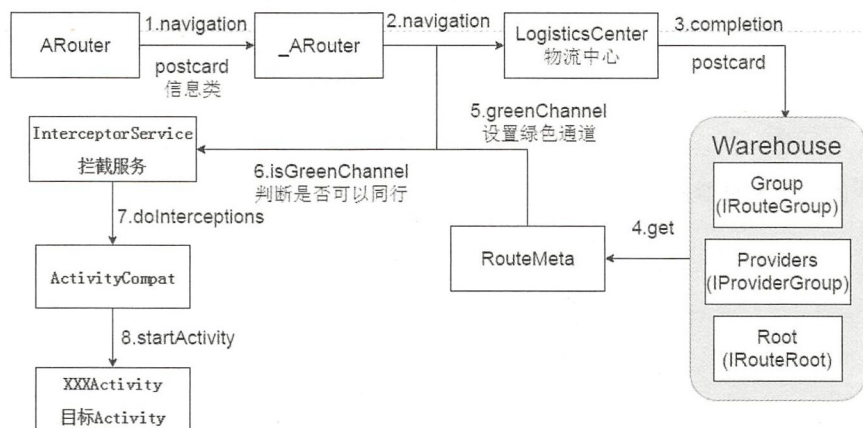 ARouter
1.navigation
postcard
信息类
_ARouter
2.navigation
LogisticsCenter
物流中心
3.completion
postcard
InterceptorService
拦截服务
6.isGreenChannel
判断是否可以同行
5.greenChannel
设置绿色通道
Warehouse
Group
(IRouteGroup)
Providers
(IProviderGroup)
Root
(IRouteRoot)
4.get
RouteMeta
7.doInterceptions
ActivityCompat
8.startActivity
XXXActivity
目标Activity